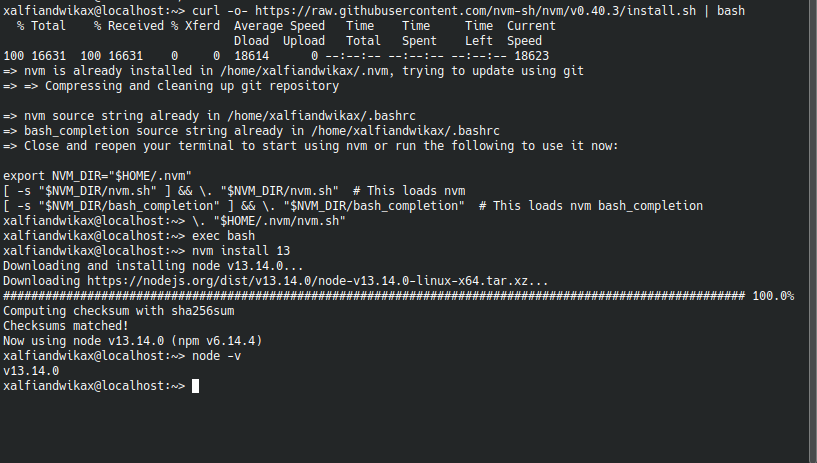 xalfiandwikax@localhost:~> curl -o- https://raw.githubusercontent.com/nvm-sh/nvm/v0.40.3/install.sh | bash
  % Total    % Received % Xferd  Average Speed   Time    Time     Time  Current
                                 Dload  Upload   Total   Spent    Left  Speed
100 16631  100 16631    0     0  18614      0 --:--:-- --:--:-- --:--:-- 18623
=> nvm is already installed in /home/xalfiandwikax/.nvm, trying to update using git
=> => Compressing and cleaning up git repository

=> nvm source string already in /home/xalfiandwikax/.bashrc
=> bash_completion source string already in /home/xalfiandwikax/.bashrc
=> Close and reopen your terminal to start using nvm or run the following to use it now:

export NVM_DIR="$HOME/.nvm"
[ -s "$NVM_DIR/nvm.sh" ] && \. "$NVM_DIR/nvm.sh"  # This loads nvm
[ -s "$NVM_DIR/bash_completion" ] && \. "$NVM_DIR/bash_completion"  # This loads nvm bash_completion
xalfiandwikax@localhost:~> \. "$HOME/.nvm/nvm.sh"
xalfiandwikax@localhost:~> exec bash
xalfiandwikax@localhost:~> nvm install 13
Downloading and installing node v13.14.0...
Downloading https://nodejs.org/dist/v13.14.0/node-v13.14.0-linux-x64.tar.xz...
########################################################################################################## 100.0%
Computing checksum with sha256sum
Checksums matched!
Now using node v13.14.0 (npm v6.14.4)
xalfiandwikax@localhost:~> node -v
v13.14.0
xalfiandwikax@localhost:~>